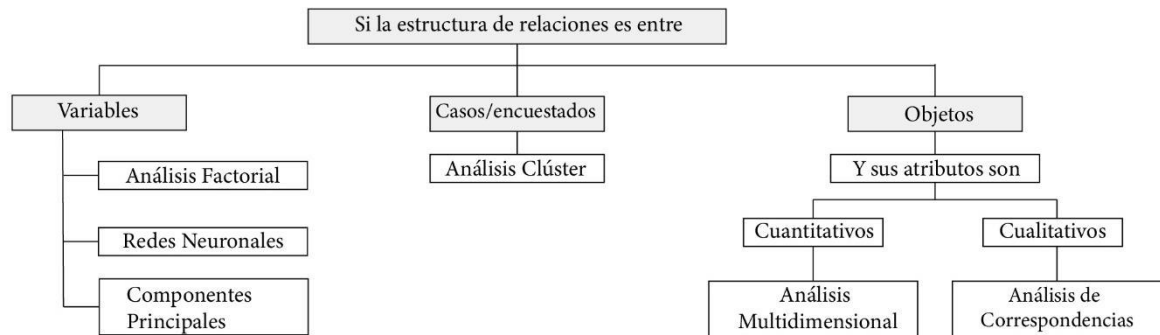 Si la estructura de relaciones es entre
Variables
Casos/encuestados
Objetos
Análisis Factorial
Análisis Clúster
Y sus atributos son
Redes Neuronales
Cuantitativos
Cualitativos
Componentes
Principales
Análisis
Multidimensional
Análisis de
Correspondencias